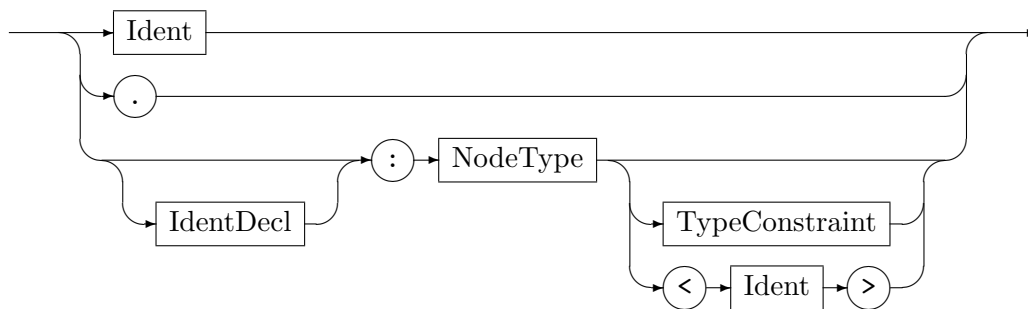 Ident
.
: NodeType
IdentDecl TypeConstraint
< Ident >